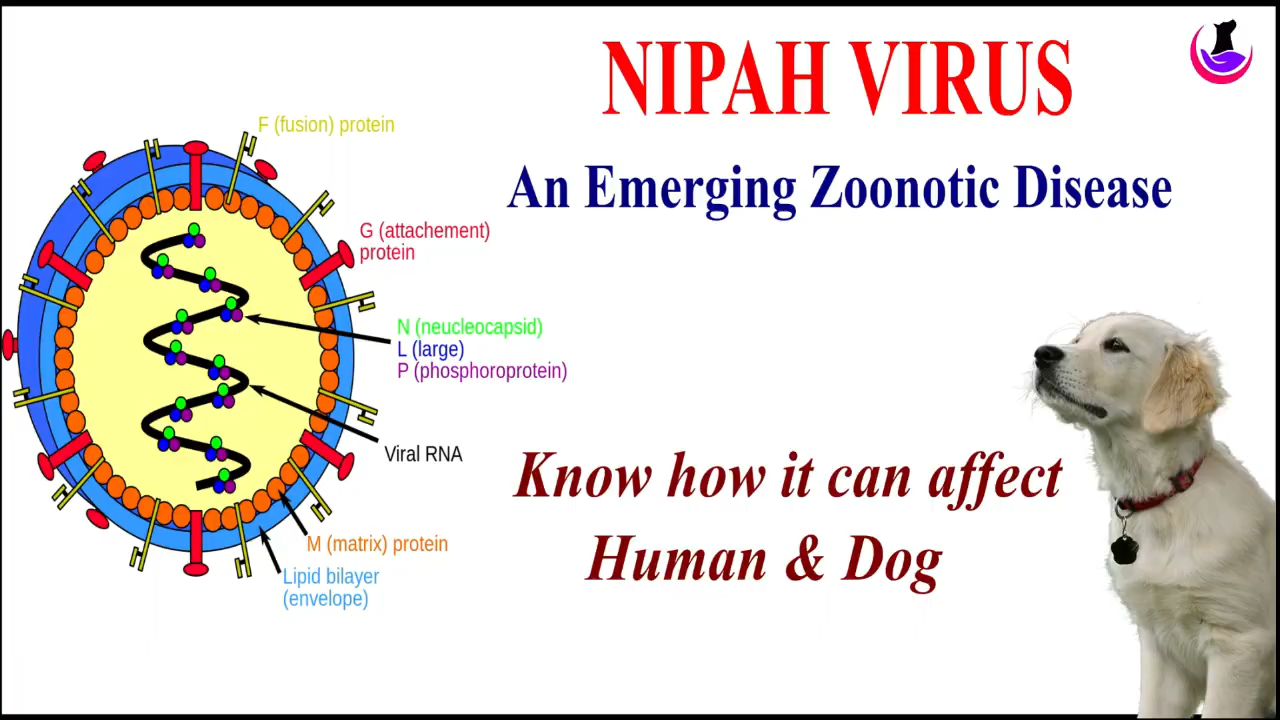 NIPAH VIRUS
An Emerging Zoonotic Disease
F (fusion) protein
G (attachement)
protein
N (neucleocapsid)
L (large)
P (phosphoroprotein)
Viral RNA
M (matrix) protein
Lipid bilayer
(envelope)
Know how it can affect
Human & Dog